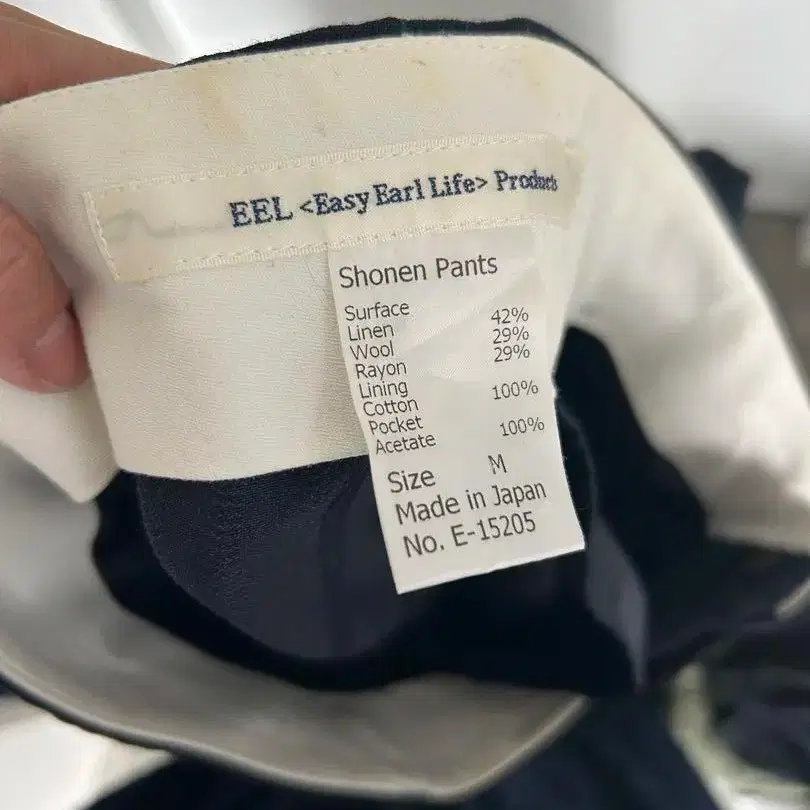 EEL <Easy Earl Life> Products
Shonen Pants
Surface
Linen 42%
Wool 29%
Rayon 29%
Lining
Cotton 100%
Pocket
Acetate 100%
Size M
Made in Japan
No. E-15205